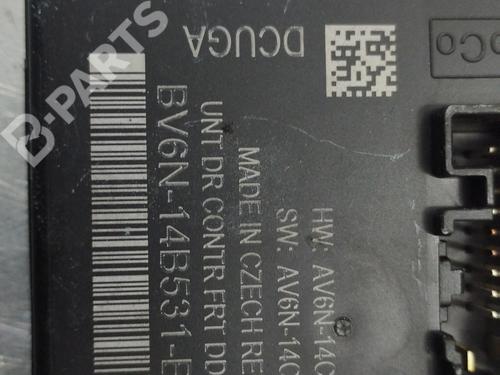 DCUGA
HW: AV6N-14C
SW: AV6N-14C
MADE IN CZECH RE
UNT DR CONTR FRT DD
BV6N-14B531-E
B-PARTS